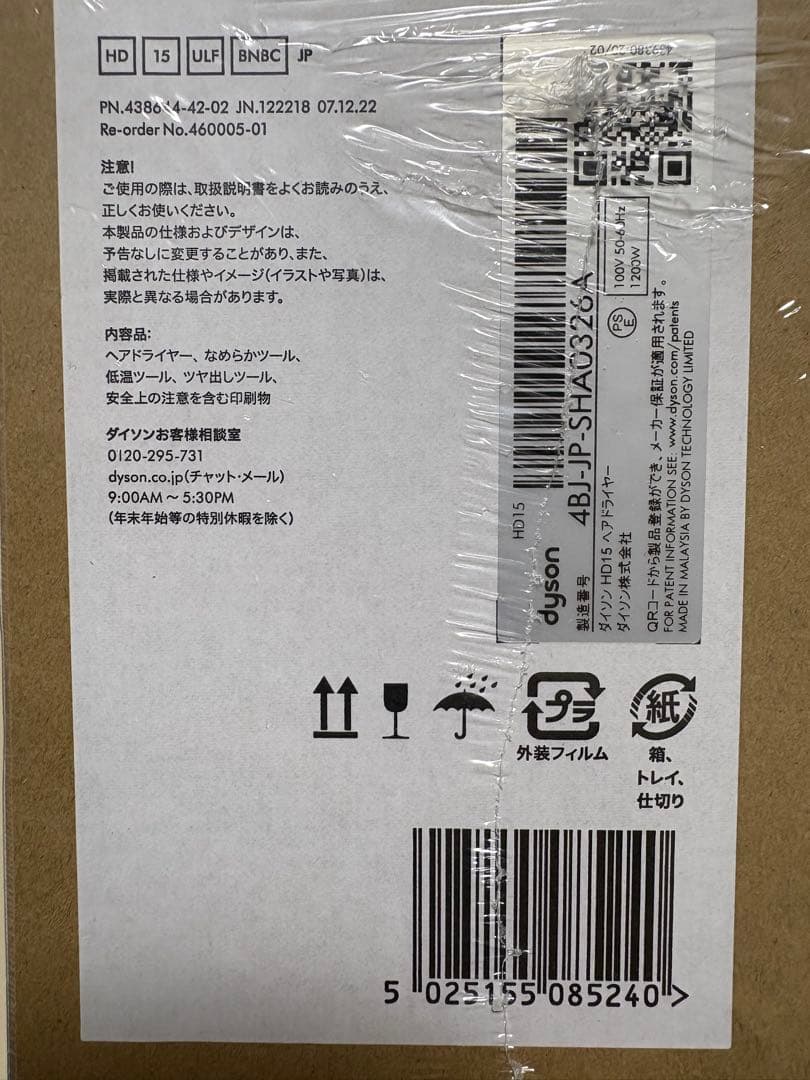 HD 15 ULF BNBC JP
PN.438644-42-02 JN.122218 07.12.22
Re-order No.460005-01
注意!
ご使用の際は、取扱説明書をよくお読みのうえ、
正しくお使いください。
本製品の仕様およびデザインは、
予告なしに変更することがあり、また、
掲載された仕様やイメージ(イラストや写真)は、
実際と異なる場合があります。
内容品:
ヘアドライヤー、なめらかツール、
低温ツール、ツヤ出しツール、
安全上の注意を含む印刷物
ダイソンお客様相談室
0120-295-731
dyson.co.jp(チャット・メール)
9:00AM ~ 5:30PM
(年末年始等の特別休暇を除く)
HD15
dyson
製造番号
4BJ-JP-SHA0326A
ダイソン HD15 ヘアドライヤー
ダイソン株式会社
PS
E
100V 50-60Hz
1200W
QRコードから製品登録ができ、メーカー保証が適用されます。
FOR PATENT INFORMATION SEE: www.dyson.com/patents
MADE IN MALAYSIA BY DYSON TECHNOLOGY LIMITED
プラ
外装フィルム
紙
箱、
トレイ、
仕切り
5 025155 085240 >